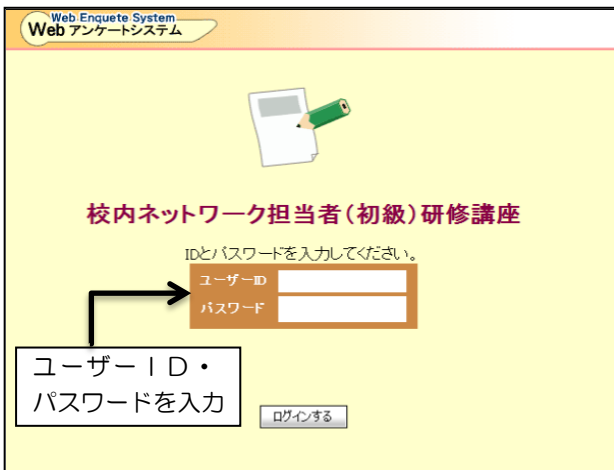 Web Enquete System
Web アンケートシステム
校内ネットワーク担当者(初級)研修講座
IDとパスワードを入力してください。
ユーザーID
パスワード
ユーザーＩＤ・
パスワードを入力
ログインする